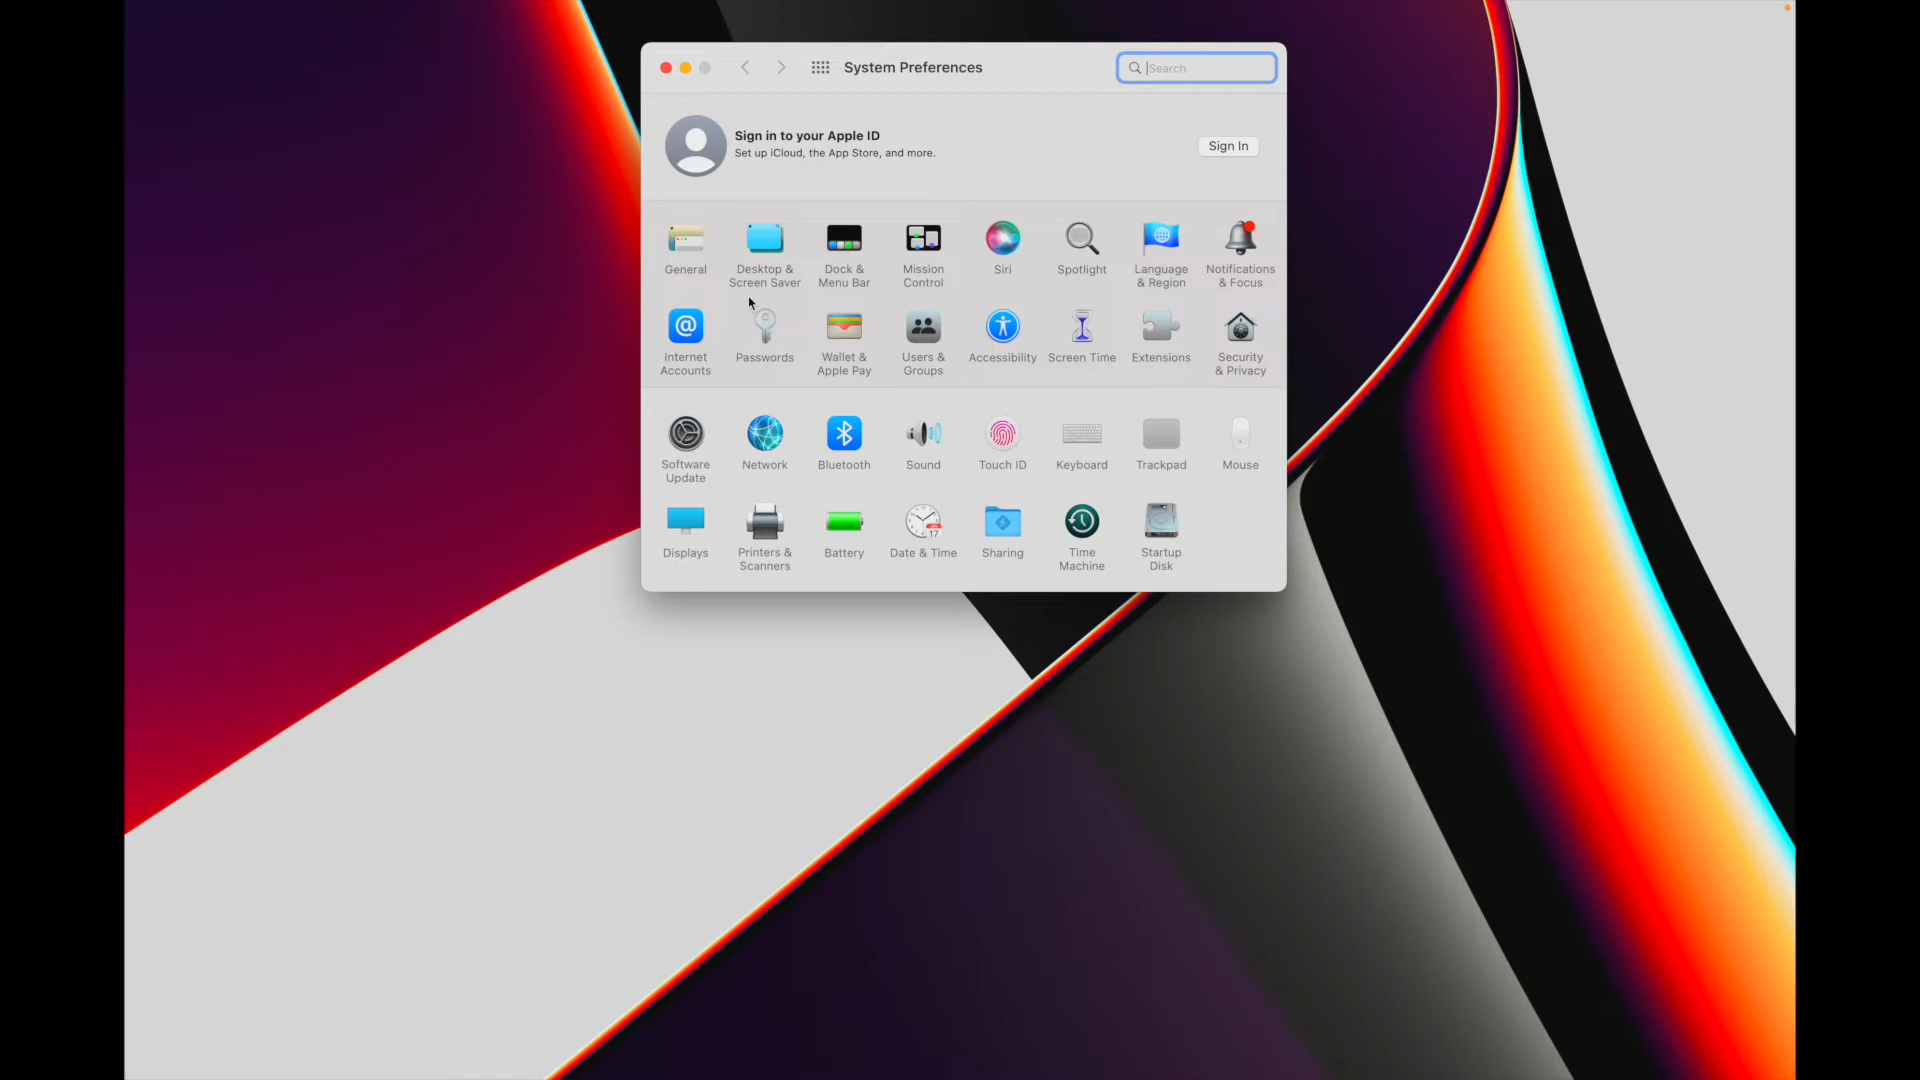 System Preferences
Search
Sign in to your Apple ID
Set up iCloud, the App Store, and more.
Sign In
General
Desktop &
Screen Saver
Dock &
Menu Bar
Mission
Control
Siri
Spotlight
Language
& Region
Notifications
& Focus
@
Internet
Accounts
Passwords
Wallet &
Apple Pay
Users &
Groups
Accessibility
Screen Time
Extensions
Security
& Privacy
Software
Update
Network
Bluetooth
Sound
Touch ID
Keyboard
Trackpad
Mouse
Displays
Printers &
Scanners
Battery
17
Date & Time
Sharing
Time
Machine
Startup
Disk